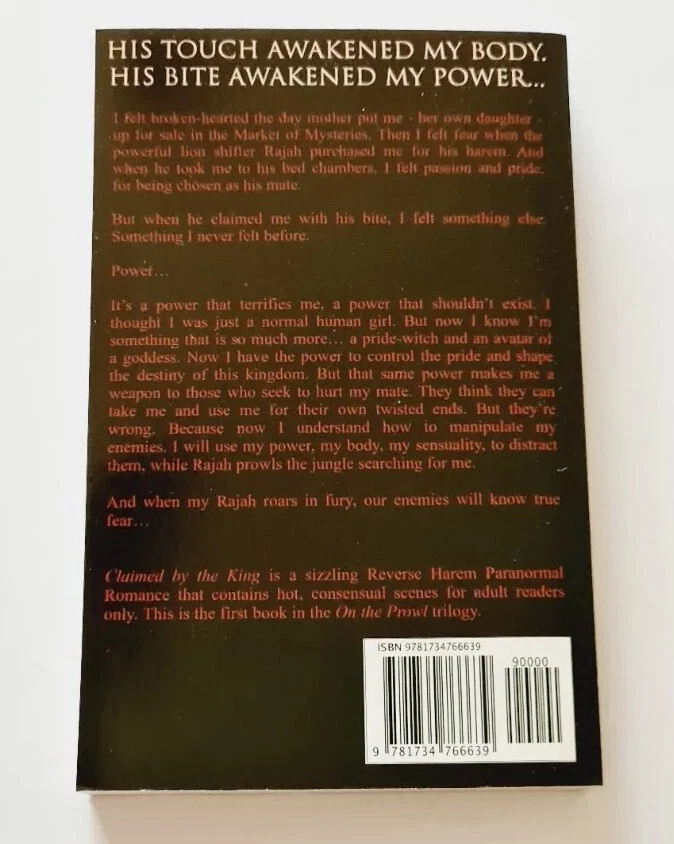 HIS TOUCH AWAKENED MY BODY.
HIS BITE AWAKENED MY POWER...
I felt broken-hearted the day mother put me - her own daughter -
up for sale in the Market of Mysteries. Then I felt fear when the
powerful lion shifter Rajah purchased me for his harem. And
when he took me to his bed chambers, I felt passion and pride,
for being chosen as his mate.
But when he claimed me with his bite, I felt something else.
Something I never felt before.
Power…
It's a power that terrifies me, a power that shouldn't exist. I
thought I was just a normal human girl. But now I know I'm
something that is so much more… a pride-witch and an avatar of
a goddess. Now I have the power to control the pride and shape
the destiny of this kingdom. But that same power makes me a
weapon to those who seek to hurt my mate. They think they can
take me and use me for their own twisted ends. But they're
wrong. Because now I understand how to manipulate my
enemies. I will use my power, my body, my sensuality, to distract
them, while Rajah prowls the jungle searching for me.
And when my Rajah roars in fury, our enemies will know true
fear…
Claimed by the King is a sizzling Reverse Harem Paranormal
Romance that contains hot, consensual scenes for adult readers
only. This is the first book in the On the Prowl trilogy.
ISBN 9781734766639
90000
9 781734 766639